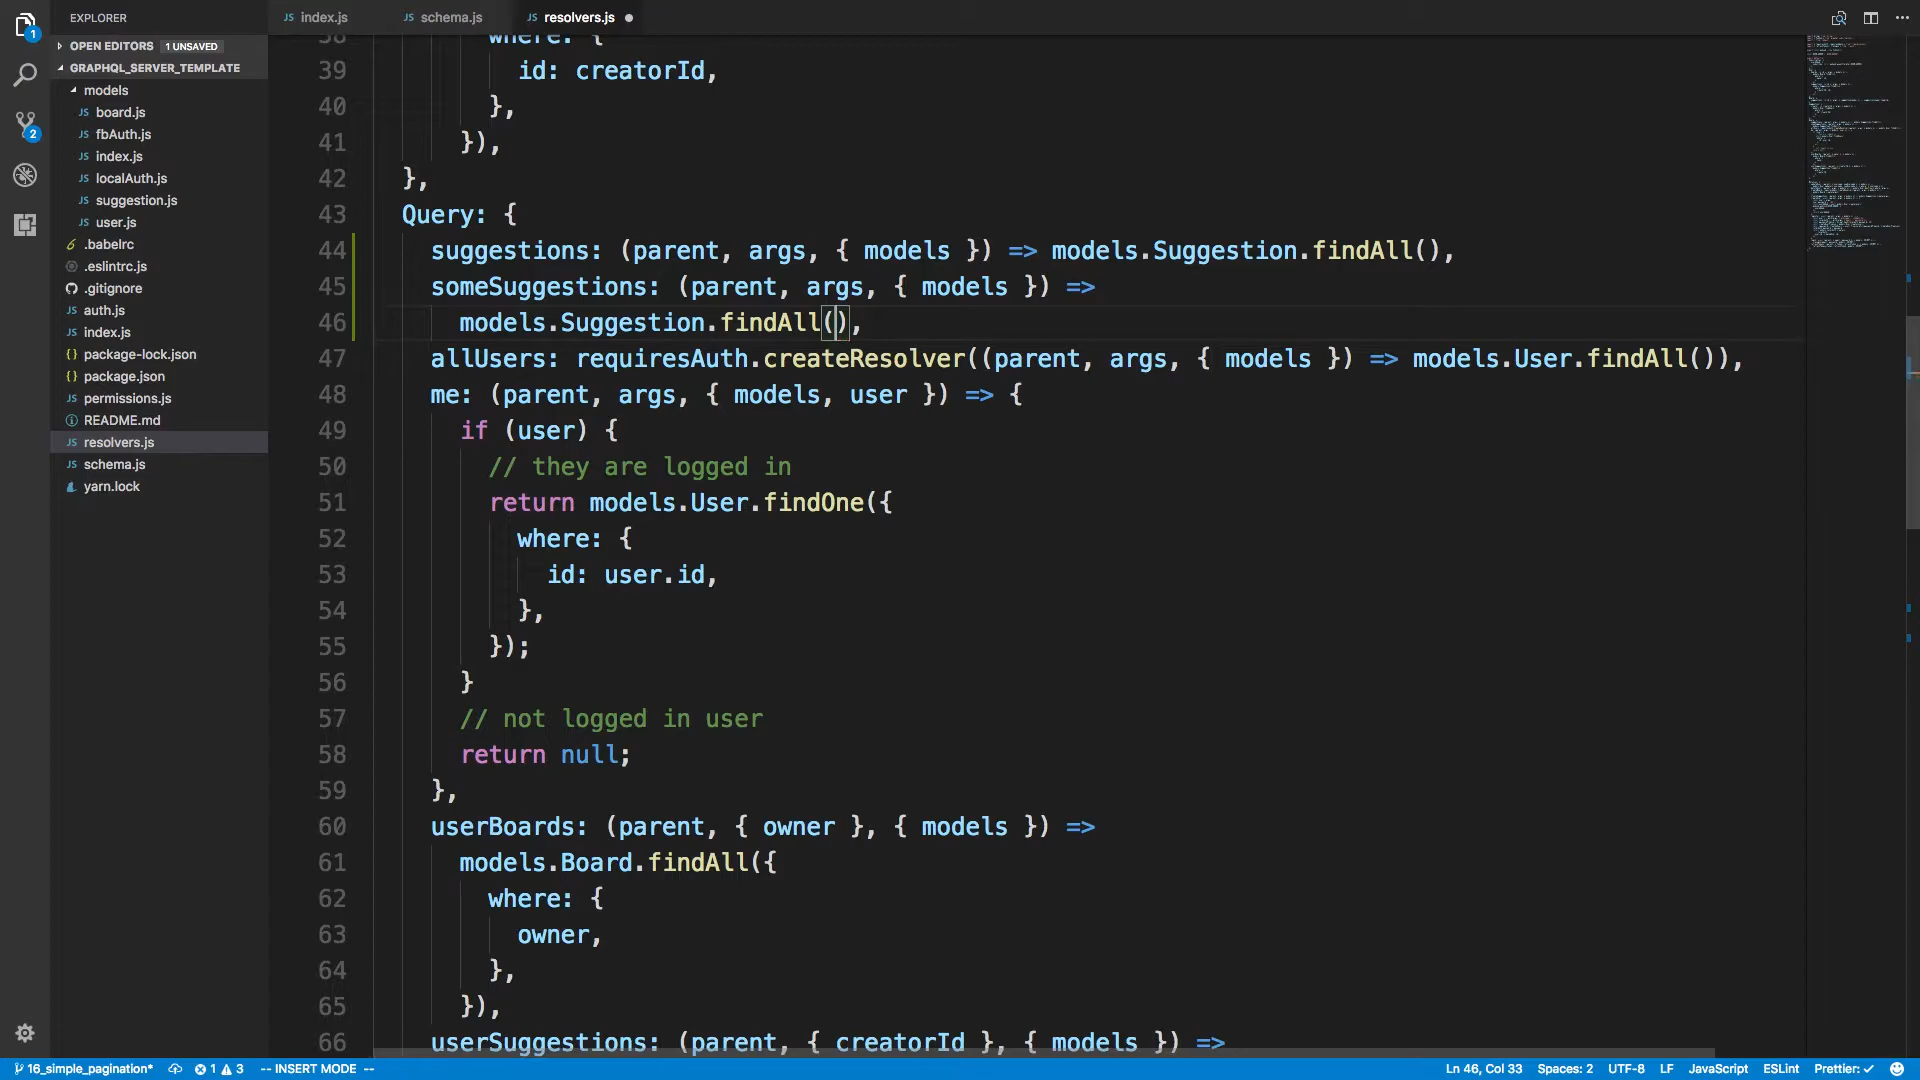 EXPLORER
index.js
schema.js
resolvers.js
1
OPEN EDITORS 1 UNSAVED
GRAPHQL_SERVER_TEMPLATE
models
board.js
fbAuth.js
2
index.js
localAuth.js
suggestion.js
user.js
.babelrc
.eslintrc.js
.gitignore
auth.js
index.js
package-lock.json
package.json
permissions.js
README.md
resolvers.js
schema.js
yarn.lock
38 where: {
39 id: creatorId,
40 },
41 }),
42 },
43 Query: {
44 suggestions: (parent, args, { models }) => models.Suggestion.findAll(),
45 someSuggestions: (parent, args, { models }) =>
46 models.Suggestion.findAll(),
47 allUsers: requiresAuth.createResolver((parent, args, { models }) => models.User.findAll()),
48 me: (parent, args, { models, user }) => {
49 if (user) {
50 // they are logged in
51 return models.User.findOne({
52 where: {
53 id: user.id,
54 },
55 });
56 }
57 // not logged in user
58 return null;
59 },
60 userBoards: (parent, { owner }, { models }) =>
61 models.Board.findAll({
62 where: {
63 owner,
64 },
65 }),
66 userSuggestions: (parent, { creatorId }, { models }) =>
16_simple_pagination* 1 3 -- INSERT MODE -- Ln 46, Col 33 Spaces: 2 UTF-8 LF JavaScript ESLint Prettier: ✓